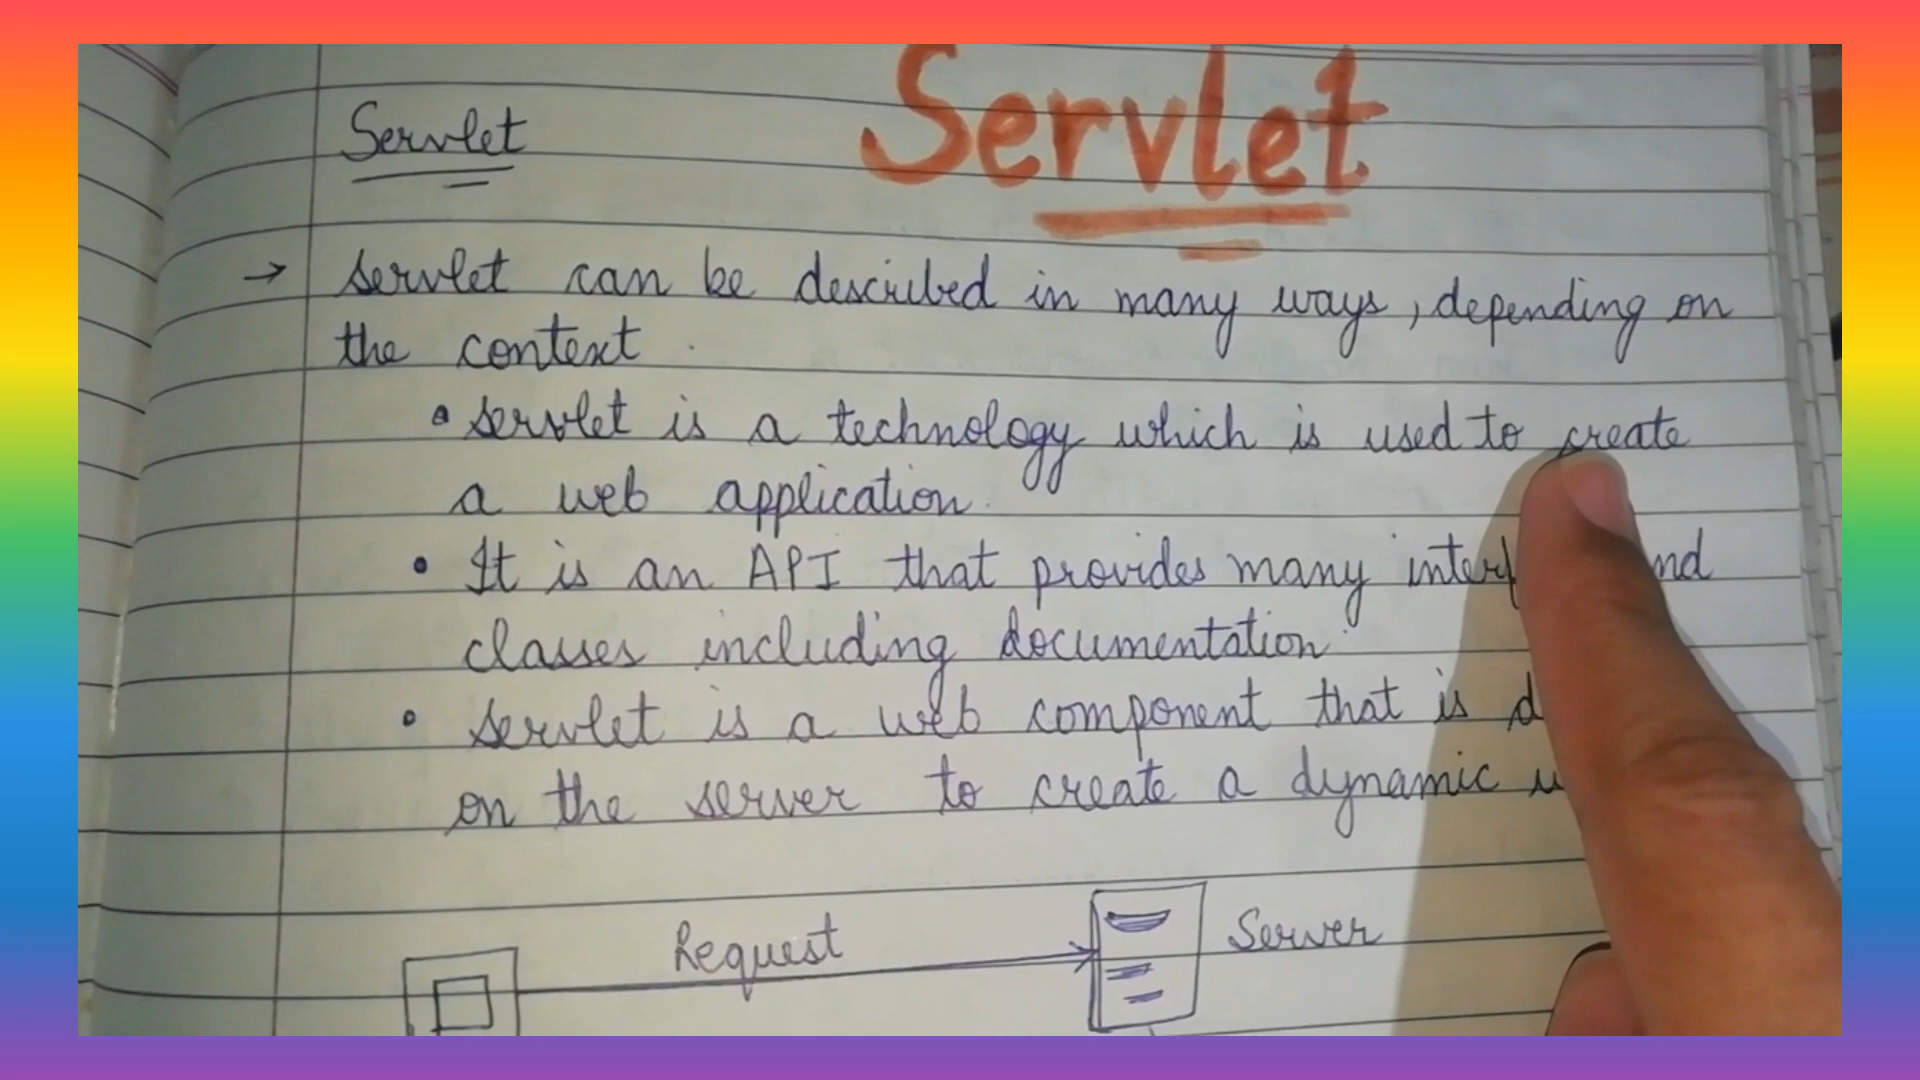 Servlet
Servlet
→ servlet can be described in many ways, depending on
the context.
• servlet is a technology which is used to create
a web application.
• It is an API that provides many and
classes including documentation.
• servlet is a web component that is
on the server to create a dynamic
Request
Server